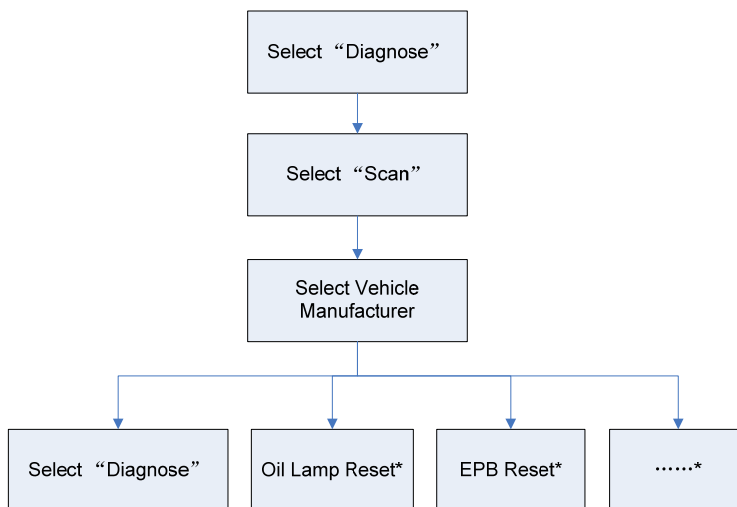 Select “Diagnose”
Select “Scan”
Select Vehicle
Manufacturer
Select “Diagnose”
Oil Lamp Reset*
EPB Reset*
······*